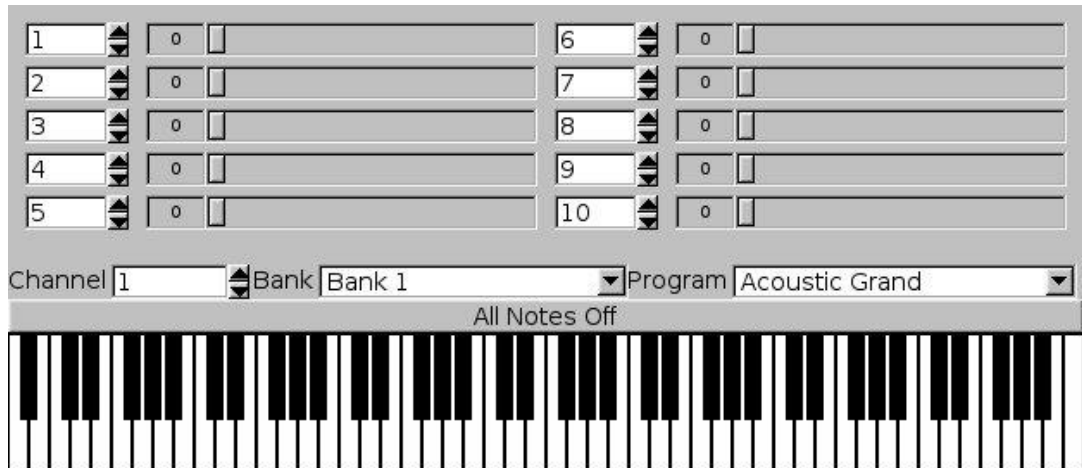 1 0 6 0
2 0 7 0
3 0 8 0
4 0 9 0
5 0 10 0
Channel 1 Bank Bank 1 Program Acoustic Grand
All Notes Off